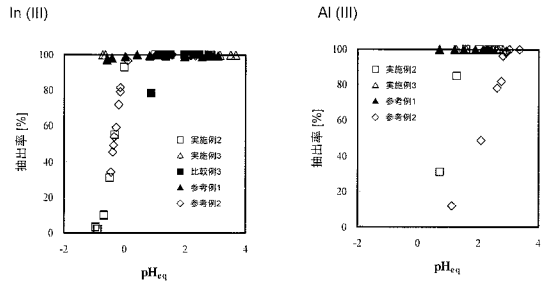 In (III)
Al (III)
100
80
60
40
20
0
抽出率 [%]
-2
0
2
4
pHeq
実施例2
実施例3
比較例3
参考例1
参考例2
100
80
60
40
20
0
抽出率 [%]
-2
0
2
4
pHeq
実施例2
実施例3
参考例1
参考例2